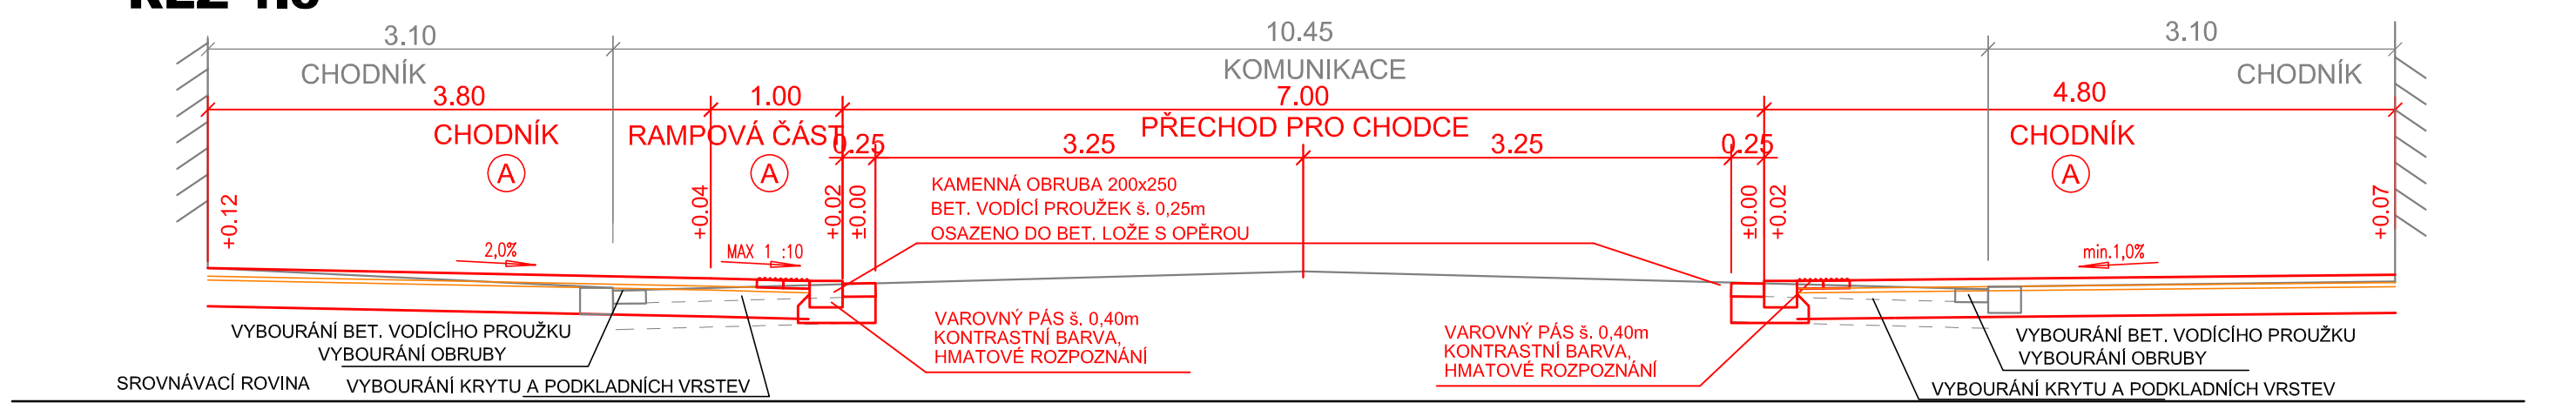 3.10
10.45
3.10
CHODNÍK
KOMUNIKACE
CHODNÍK
3.80
1.00
7.00
4.80
CHODNÍK
RAMPOVÁ ČÁST
PŘECHOD PRO CHODCE
CHODNÍK
0.25
3.25
3.25
0.25
A
A
A
KAMENNÁ OBRUBA 200x250
BET. VODÍCÍ PROUŽEK š. 0,25m
OSAZENO DO BET. LOŽE S OPĚROU
+0.12
+0.04
+0.02
±0.00
±0.00
+0.02
+0.07
2,0%
MAX 1 :10
min.1,0%
VYBOURÁNÍ BET. VODÍCÍHO PROUŽKU
VYBOURÁNÍ OBRUBY
VAROVNÝ PÁS š. 0,40m
KONTRASTNÍ BARVA,
HMATOVÉ ROZPOZNÁNÍ
VAROVNÝ PÁS š. 0,40m
KONTRASTNÍ BARVA,
HMATOVÉ ROZPOZNÁNÍ
VYBOURÁNÍ BET. VODÍCÍHO PROUŽKU
VYBOURÁNÍ OBRUBY
SROVNÁVACÍ ROVINA
VYBOURÁNÍ KRYTU A PODKLADNÍCH VRSTEV
VYBOURÁNÍ KRYTU A PODKLADNÍCH VRSTEV